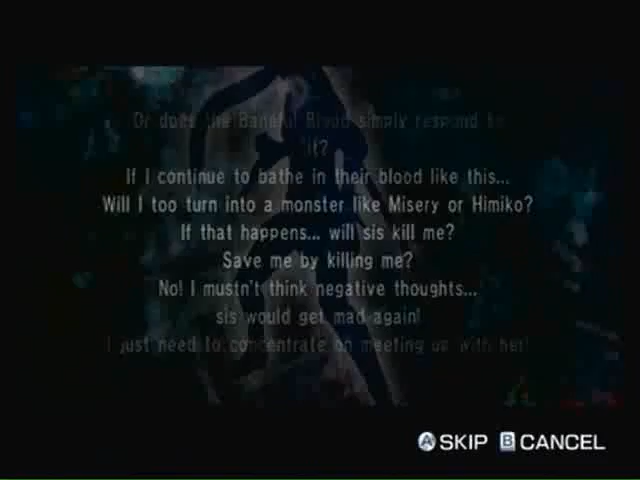 Or does the Baneful Blood simply respond to
it?
If I continue to bathe in their blood like this...
Will I too turn into a monster like Misery or Himiko?
If that happens... will sis kill me?
Save me by killing me?
No! I mustn't think negative thoughts...
sis would get mad again!
I just need to concentrate on meeting up with her!
A SKIP B CANCEL